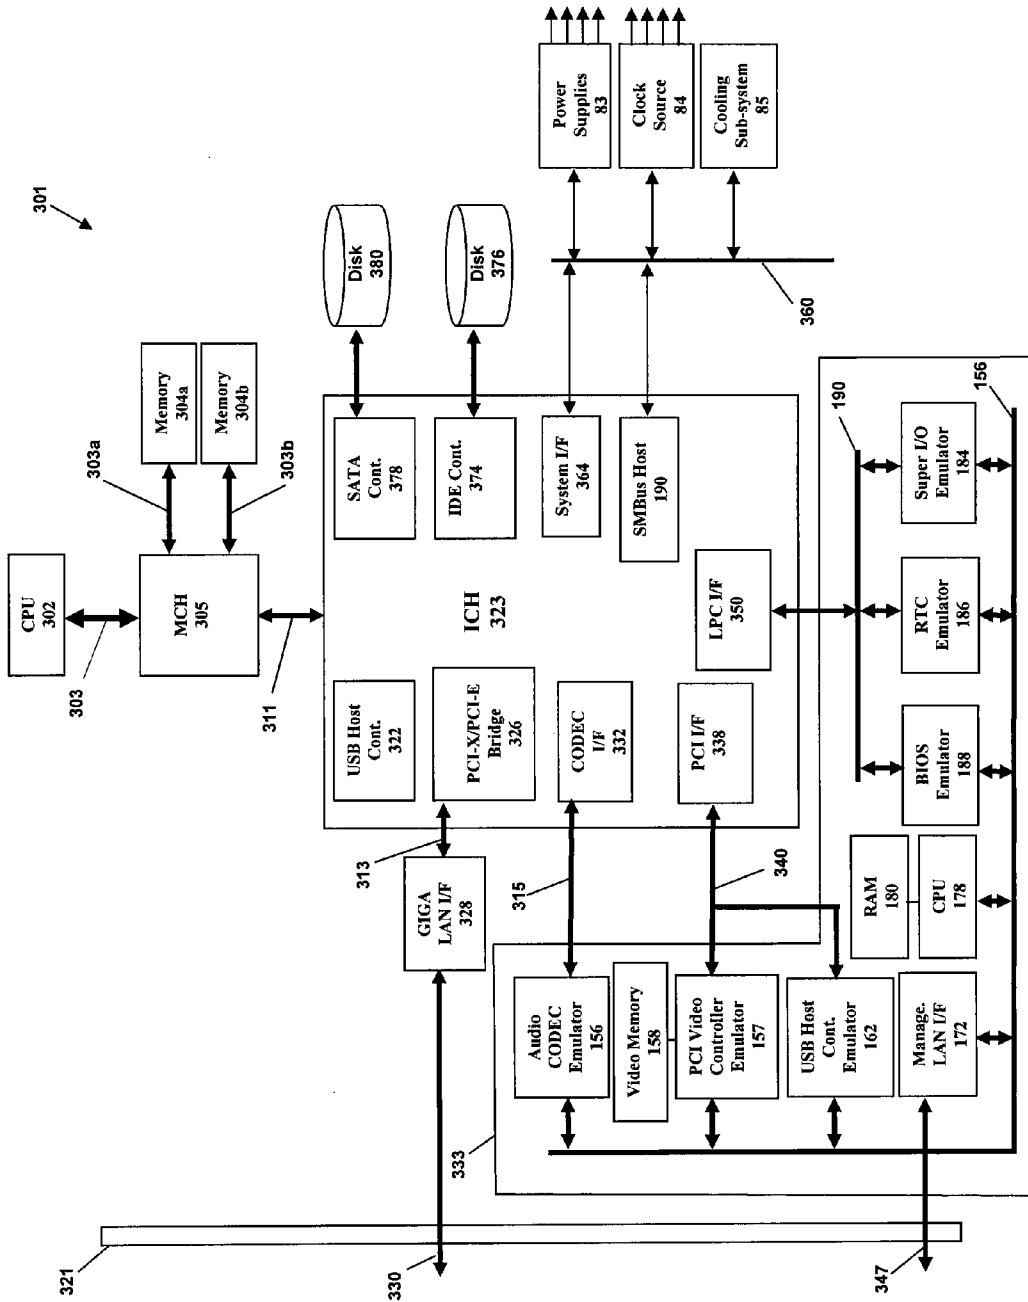 301
CPU
302
303
MCH
305
303a
303b
Memory
304a
Memory
304b
311
ICH
323
USB Host
Cont.
322
PCI-X/PCI-E
Bridge
326
CODEC
I/F
332
PCI I/F
338
SATA
Cont.
378
IDE Cont.
374
System I/F
364
SMBus Host
190
LPC I/F
350
Disk
380
Disk
376
Power
Supplies
83
Clock
Source
84
Cooling
Sub-system
85
360
313
GIGA
LAN I/F
328
315
340
321
330
333
347
Audio
CODEC
Emulator
156
Video Memory
158
PCI Video
Controller
Emulator
157
USB Host
Cont.
Emulator
162
Manage.
LAN I/F
172
RAM
180
CPU
178
BIOS
Emulator
188
RTC
Emulator
186
Super I/O
Emulator
184
190
156